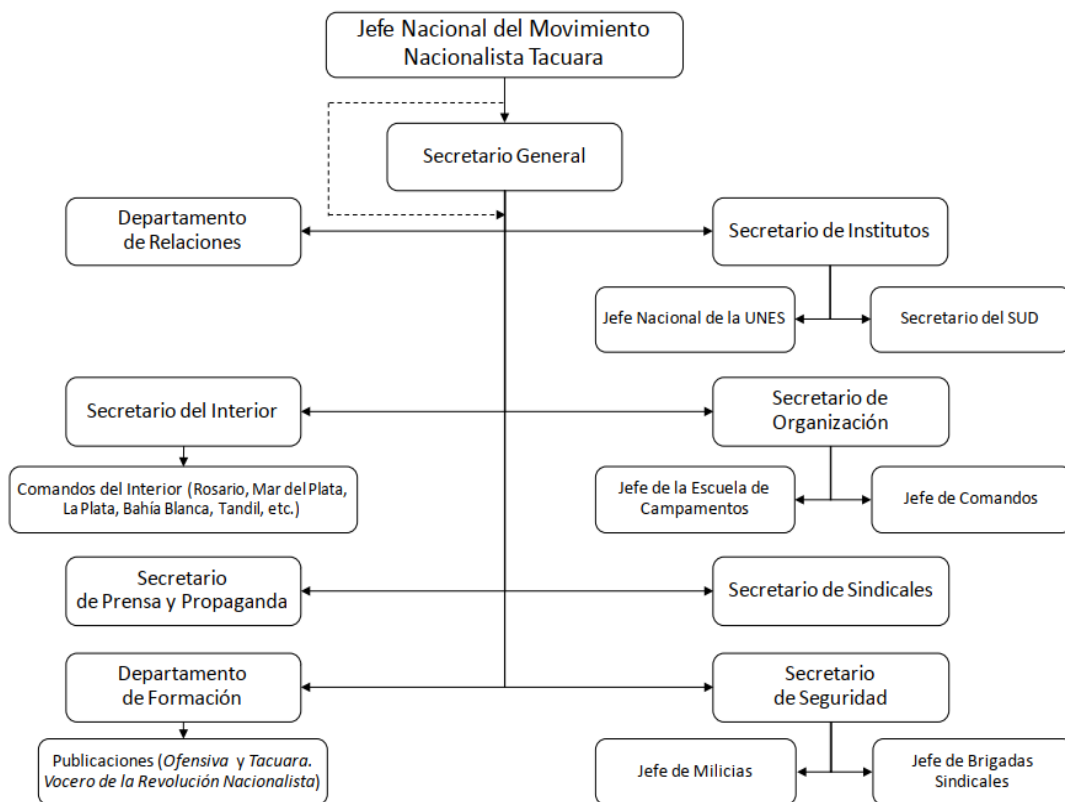 Jefe Nacional del Movimiento
Nacionalista Tacuara
Secretario General
Departamento
de Relaciones
Secretario de Institutos
Jefe Nacional de la UNES
Secretario del SUD
Secretario del Interior
Secretario de
Organización
Comandos del Interior (Rosario, Mar del Plata,
La Plata, Bahía Blanca, Tandil, etc.)
Jefe de la Escuela de
Campamentos
Jefe de Comandos
Secretario
de Prensa y Propaganda
Secretario de Sindicales
Departamento
de Formación
Secretario
de Seguridad
Publicaciones (Ofensiva y Tacuara.
Vocero de la Revolución Nacionalista)
Jefe de Milicias
Jefe de Brigadas
Sindicales